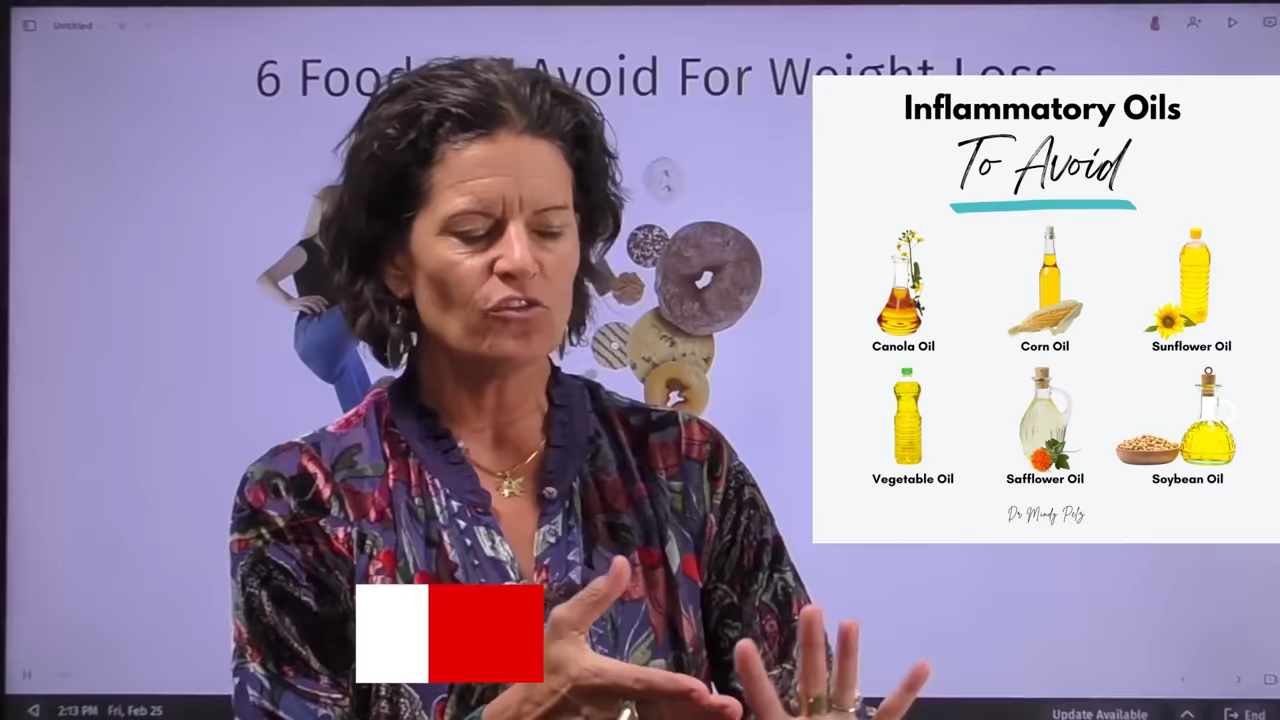 Untitled
6 Foods Avoid For Weight Loss
Inflammatory Oils
To Avoid
Canola Oil
Corn Oil
Sunflower Oil
Vegetable Oil
Safflower Oil
Soybean Oil
Dr Mindy Pelz
2:13 PM Fri, Feb 25
Update Available
End